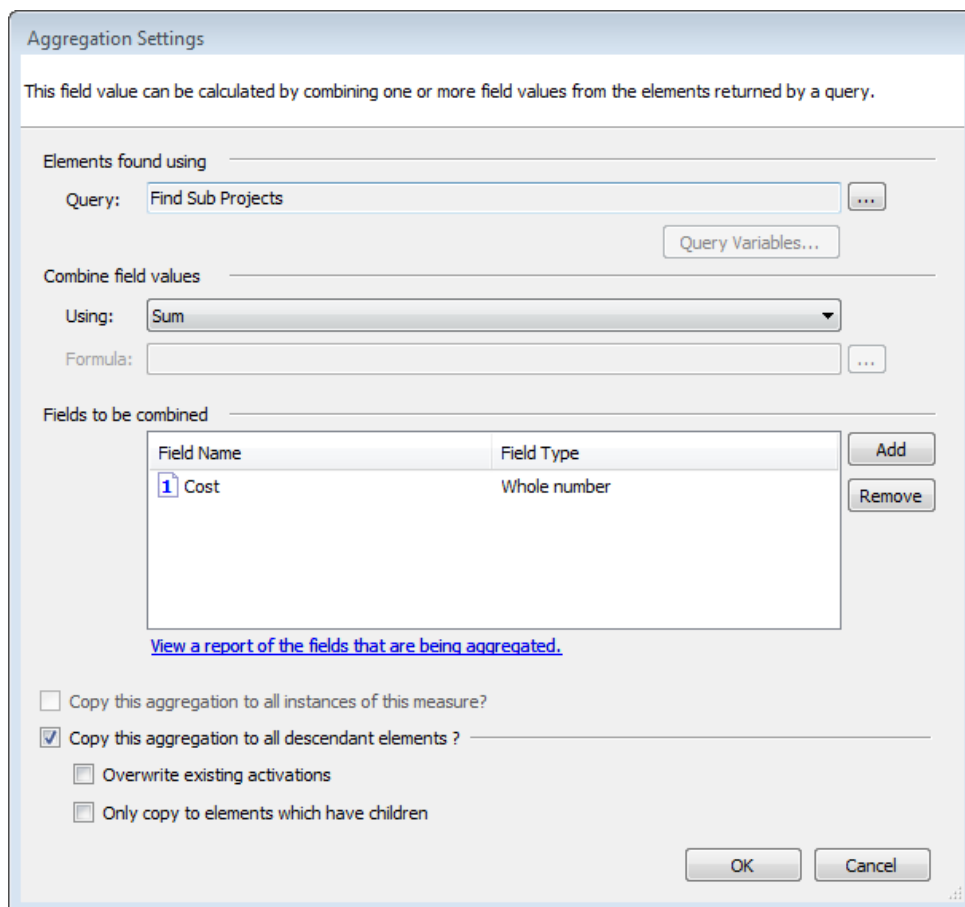 Aggregation Settings
This field value can be calculated by combining one or more field values from the elements returned by a query.
Elements found using
Query: Find Sub Projects ...
Query Variables...
Combine field values
Using: Sum
Formula: ...
Fields to be combined
Field Name Field Type Add
1 Cost Whole number Remove
View a report of the fields that are being aggregated.
Copy this aggregation to all instances of this measure?
Copy this aggregation to all descendant elements ?
Overwrite existing activations
Only copy to elements which have children
OK Cancel